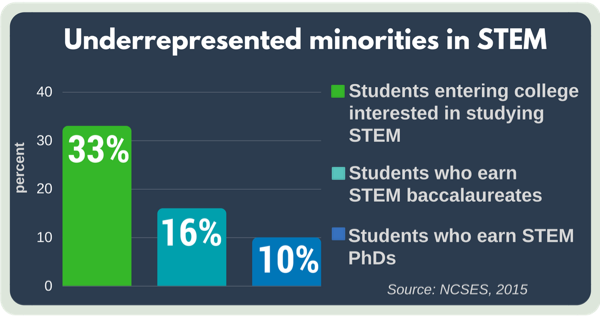 Underrepresented minorities in STEM
percent
40
30
20
10
0
33%
16%
10%
Students entering college
interested in studying
STEM
Students who earn
STEM baccalaureates
Students who earn STEM
PhDs
Source: NCSES, 2015